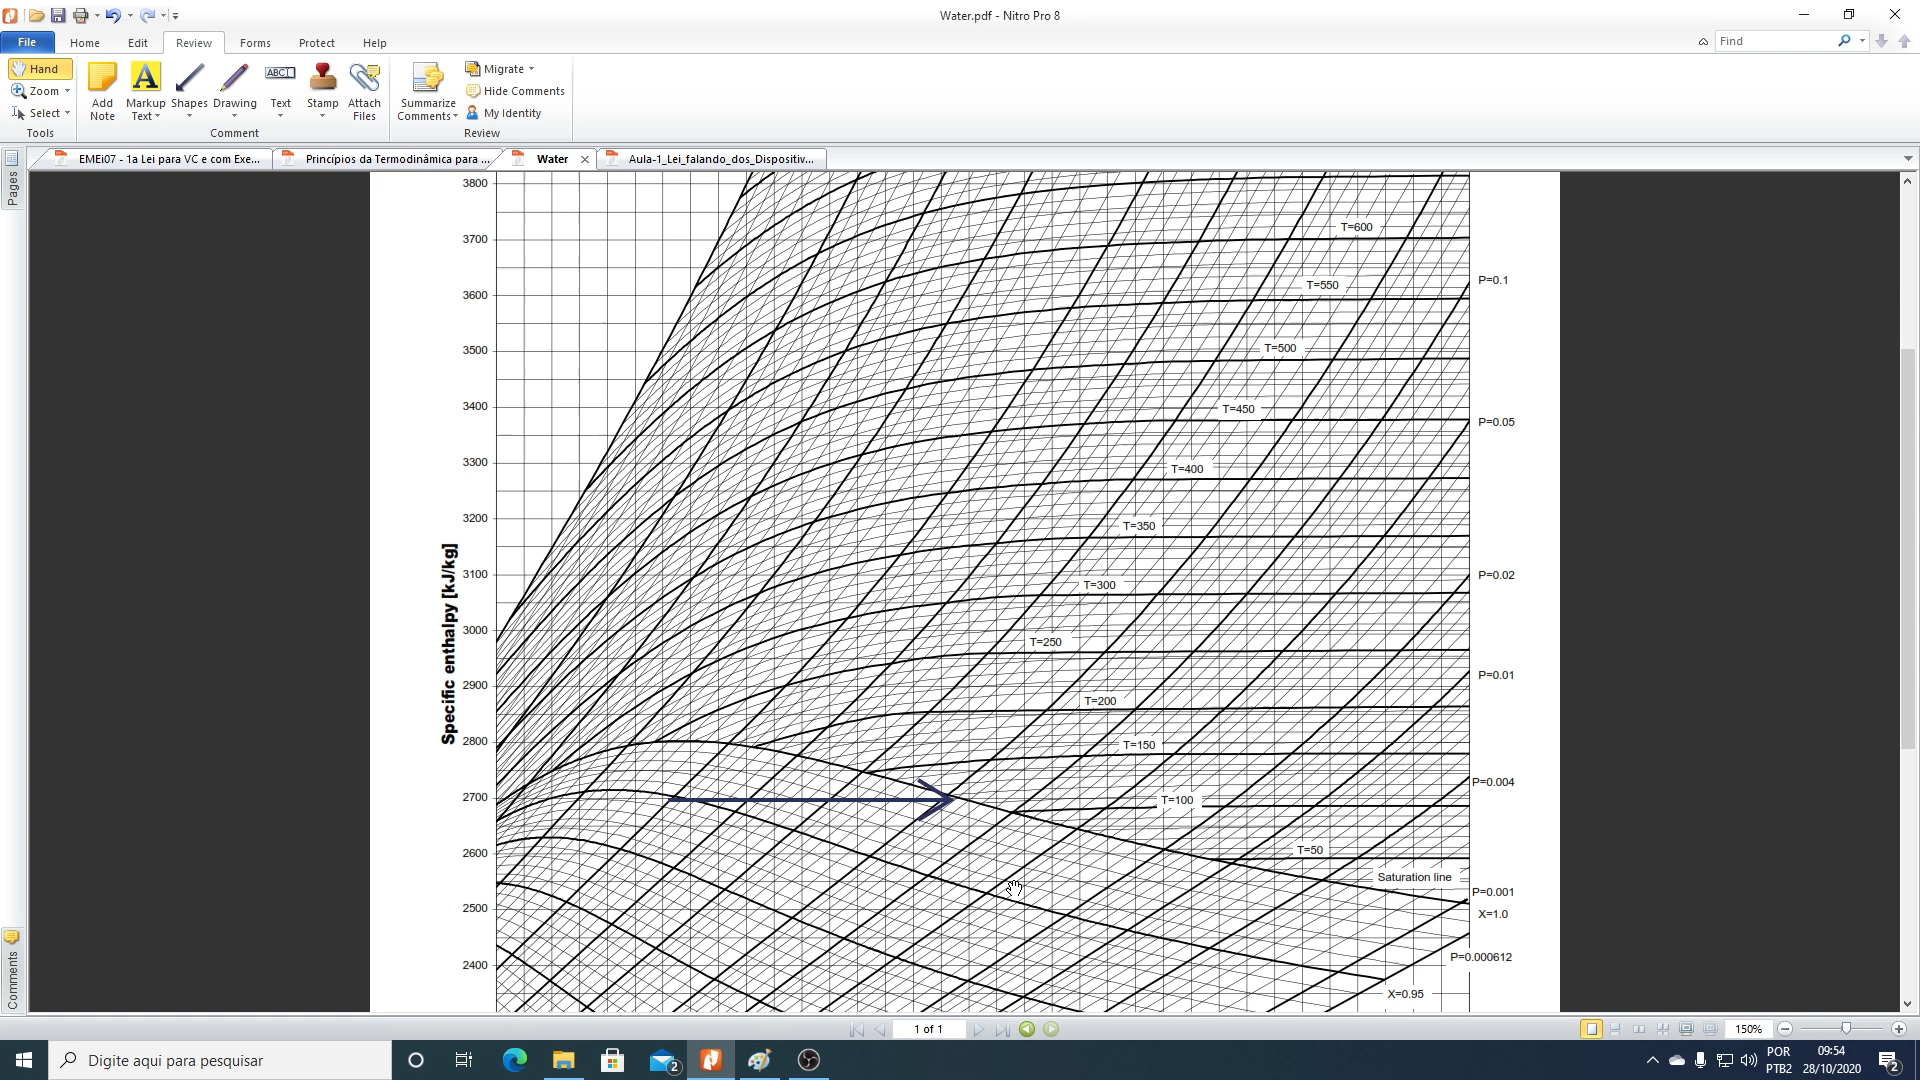 Water.pdf - Nitro Pro 8
File Home Edit Review Forms Protect Help
Find
Hand
Zoom
Select
Tools
Add Note
Markup Text
Shapes
Drawing
Text
Stamp
Attach Files
Comment
Summarize Comments
Migrate
Hide Comments
My Identity
Review
EMEi07 - 1a Lei para VC e com Exe...
Princípios da Termodinâmica para ...
Water
Aula-1_Lei_falando_dos_Dispositiv...
Pages
Comments
3800
3700
3600
3500
3400
3300
3200
3100
3000
2900
2800
2700
2600
2500
2400
Specific enthalpy [kJ/kg]
T=600
T=550
T=500
T=450
T=400
T=350
T=300
T=250
T=200
T=150
T=100
T=50
Saturation line
P=0.1
P=0.05
P=0.02
P=0.01
P=0.004
P=0.001
X=1.0
P=0.000612
X=0.95
1 of 1
150%
Digite aqui para pesquisar
2
POR
PTB2
09:54
28/10/2020
2